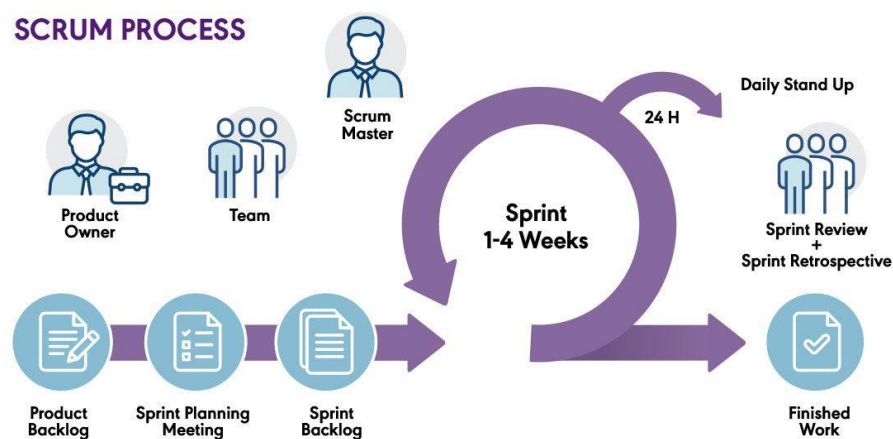 SCRUM PROCESS
Product
Owner
Team
Scrum
Master
Sprint
1-4 Weeks
24 H
Daily Stand Up
Sprint Review
+
Sprint Retrospective
Product
Backlog
Sprint Planning
Meeting
Sprint
Backlog
Finished
Work